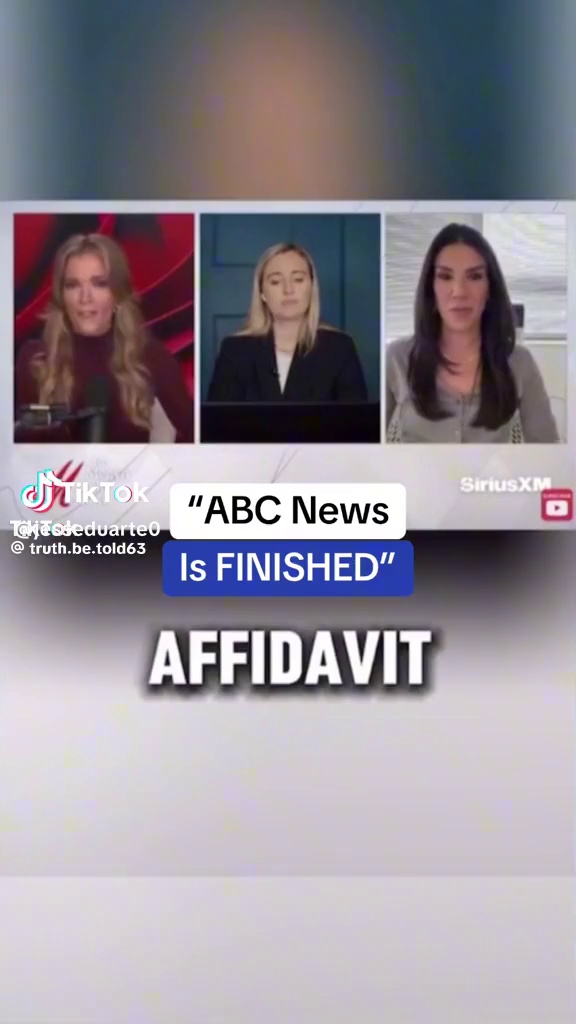 SiriusXM
TikTok
@ truth.be.told63
“ABC News
Is FINISHED”
AFFIDAVIT